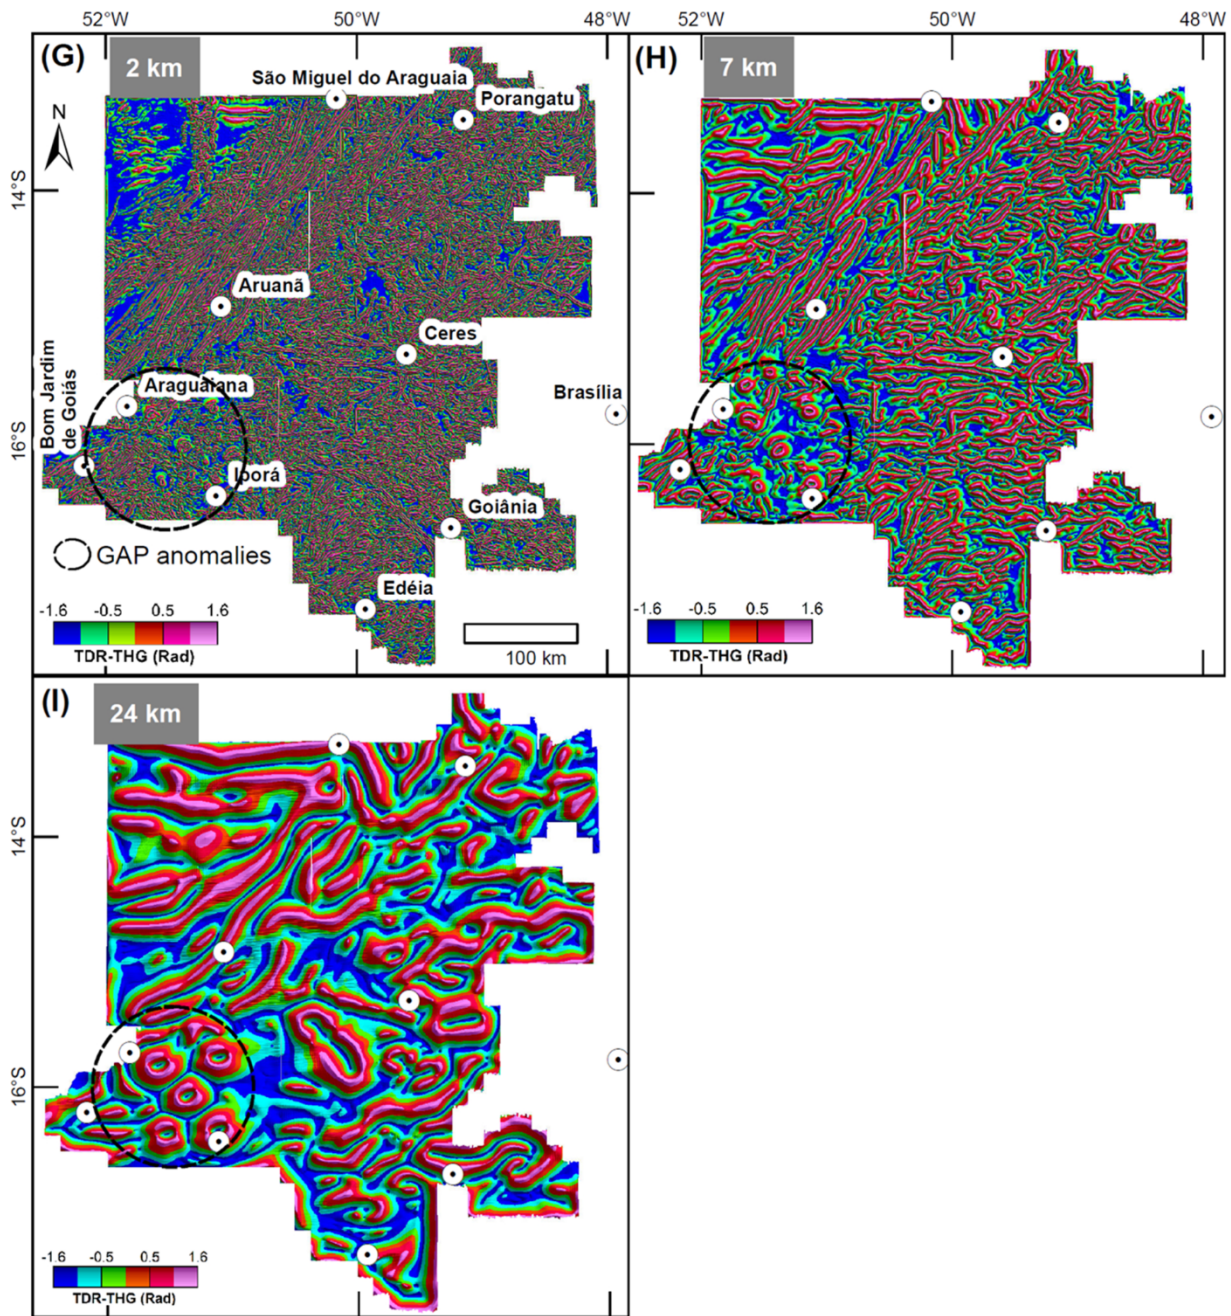 52°W 50°W 48°W 52°W 50°W 48°W
(G) 2 km (H) 7 km
São Miguel do Araguaia
Porangatu
N
14°S
Aruanã
Ceres
Bom Jardim
de Goiás
Araguaiana
Brasília
16°S
Iporá
Goiânia
GAP anomalies
Edéia
-1.6 -0.5 0.5 1.6
TDR-THG (Rad)
100 km
-1.6 -0.5 0.5 1.6
TDR-THG (Rad)
(I) 24 km
14°S
16°S
-1.6 -0.5 0.5 1.6
TDR-THG (Rad)